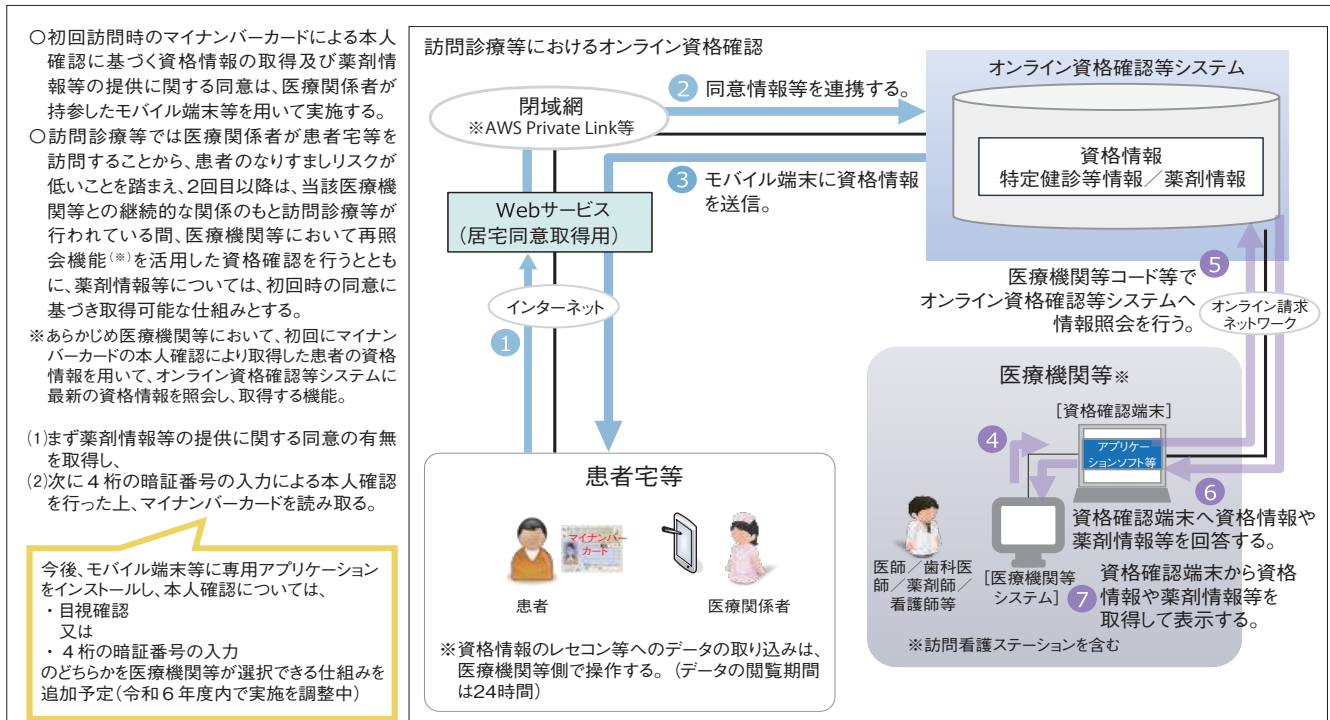 ○初回訪問時のマイナンバーカードによる本人
確認に基づく資格情報の取得及び薬剤情
報等の提供に関する同意は、医療関係者が
持参したモバイル端末等を用いて実施する。
○訪問診療等では医療関係者が患者宅等を
訪問することから、患者のなりすましリスクが
低いことを踏まえ、2回目以降は、当該医療機
関等との継続的な関係のもと訪問診療等が
行われている間、医療機関等において再照
会機能(※)を活用した資格確認を行うととも
に、薬剤情報等については、初回時の同意に
基づき取得可能な仕組みとする。
※あらかじめ医療機関等において、初回にマイナン
バーカードの本人確認により取得した患者の資格
情報を用いて、オンライン資格確認等システムに
最新の資格情報を照会し、取得する機能。
(1)まず薬剤情報等の提供に関する同意の有無
を取得し、
(2)次に4桁の暗証番号の入力による本人確認
を行った上、マイナンバーカードを読み取る。
今後、モバイル端末等に専用アプリケーション
をインストールし、本人確認については、
・目視確認
又は
・4桁の暗証番号の入力
のどちらかを医療機関等が選択できる仕組みを
追加予定(令和6年度内で実施を調整中)
訪問診療等におけるオンライン資格確認
閉域網
※AWS Private Link等
2 同意情報等を連携する。
オンライン資格確認等システム
資格情報
特定健診等情報/薬剤情報
3 モバイル端末に資格情報
を送信。
Webサービス
(居宅同意取得用)
インターネット
1
5
医療機関等コード等で
オンライン資格確認等システムへ
情報照会を行う。
オンライン請求
ネットワーク
患者宅等
マイナンバー
カード
患者
医療関係者
※資格情報のレセコン等へのデータの取り込みは、
医療機関等側で操作する。(データの閲覧期間
は24時間)
医療機関等※
[資格確認端末]
アプリケー
ションソフト等
4
6
資格確認端末へ資格情報や
薬剤情報等を回答する。
医師/歯科医
師/薬剤師/
看護師等
[医療機関等
システム]
7 資格確認端末から資格
情報や薬剤情報等を
取得して表示する。
※訪問看護ステーションを含む